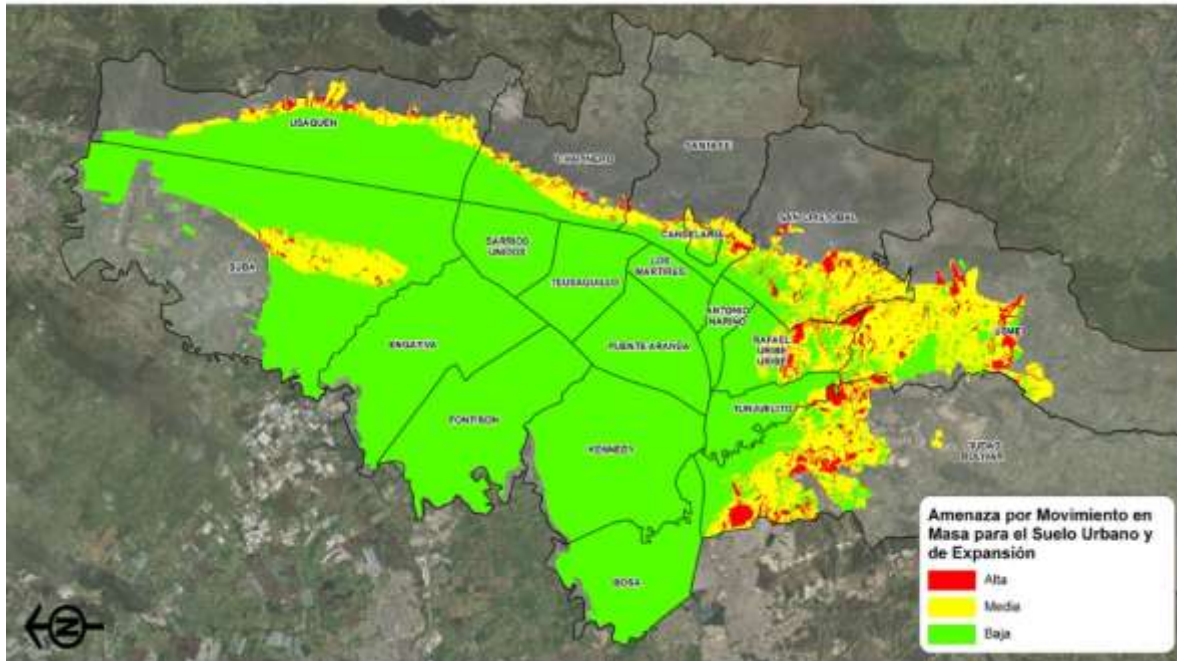 USAQUEN
CHAPINERO
SANTA FE
SAN CRISTOBAL
CANDELARIA
BARRIOS
UNIDOS
LOS
MARTIRES
TEUSAQUILLO
SUBA
ANTONIO
NARIÑO
USME
ENGATIVA
PUENTE ARANDA
RAFAEL
URIBE
URIBE
TUNJUELITO
FONTIBON
KENNEDY
CIUDAD
BOLIVAR
BOSA
Amenaza por Movimiento en
Masa para el Suelo Urbano y
de Expansión
Alta
Media
Baja
N